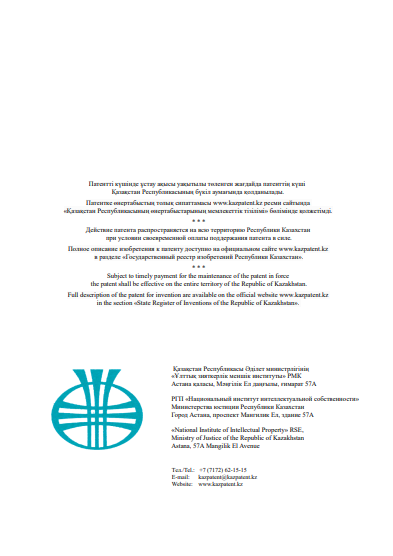 Патентті күшінде ұстау ақысы уақытылы төленген жағдайда патенттің күші
Қазақстан Республикасының бүкіл аумағында қолданылады.
Патентке өнертабыстың толық сипаттамасы www.kazpatent.kz ресми сайтында
«Қазақстан Республикасының өнертабыстарының мемлекеттік тізілімі» бөлімінде қолжетімді.
* * *
Действие патента распространяется на всю территорию Республики Казахстан
при условии своевременной оплаты поддержания патента в силе.
Полное описание изобретения к патенту доступно на официальном сайте www.kazpatent.kz
в разделе «Государственный реестр изобретений Республики Казахстан».
* * *
Subject to timely payment for the maintenance of the patent in force
the patent shall be effective on the entire territory of the Republic of Kazakhstan.
Full description of the patent for invention are available on the official website www.kazpatent.kz
in the section «State Register of Inventions of the Republic of Kazakhstan».
Қазақстан Республикасы Әділет министрлігінің
«Ұлттық зияткерлік меншік институты» РМК
Астана қаласы, Мәңгілік Ел даңғылы, ғимарат 57А
РГП «Национальный институт интеллектуальной собственности»
Министерства юстиции Республики Казахстан
Город Астана, проспект Мангилик Ел, здание 57А
«National Institute of Intellectual Property» RSE,
Ministry of Justice of the Republic of Kazakhstan
Astana, 57A Mangilik El Avenue
Тел./Tel.: +7 (7172) 62-15-15
E-mail: kazpatent@kazpatent.kz
Website: www.kazpatent.kz